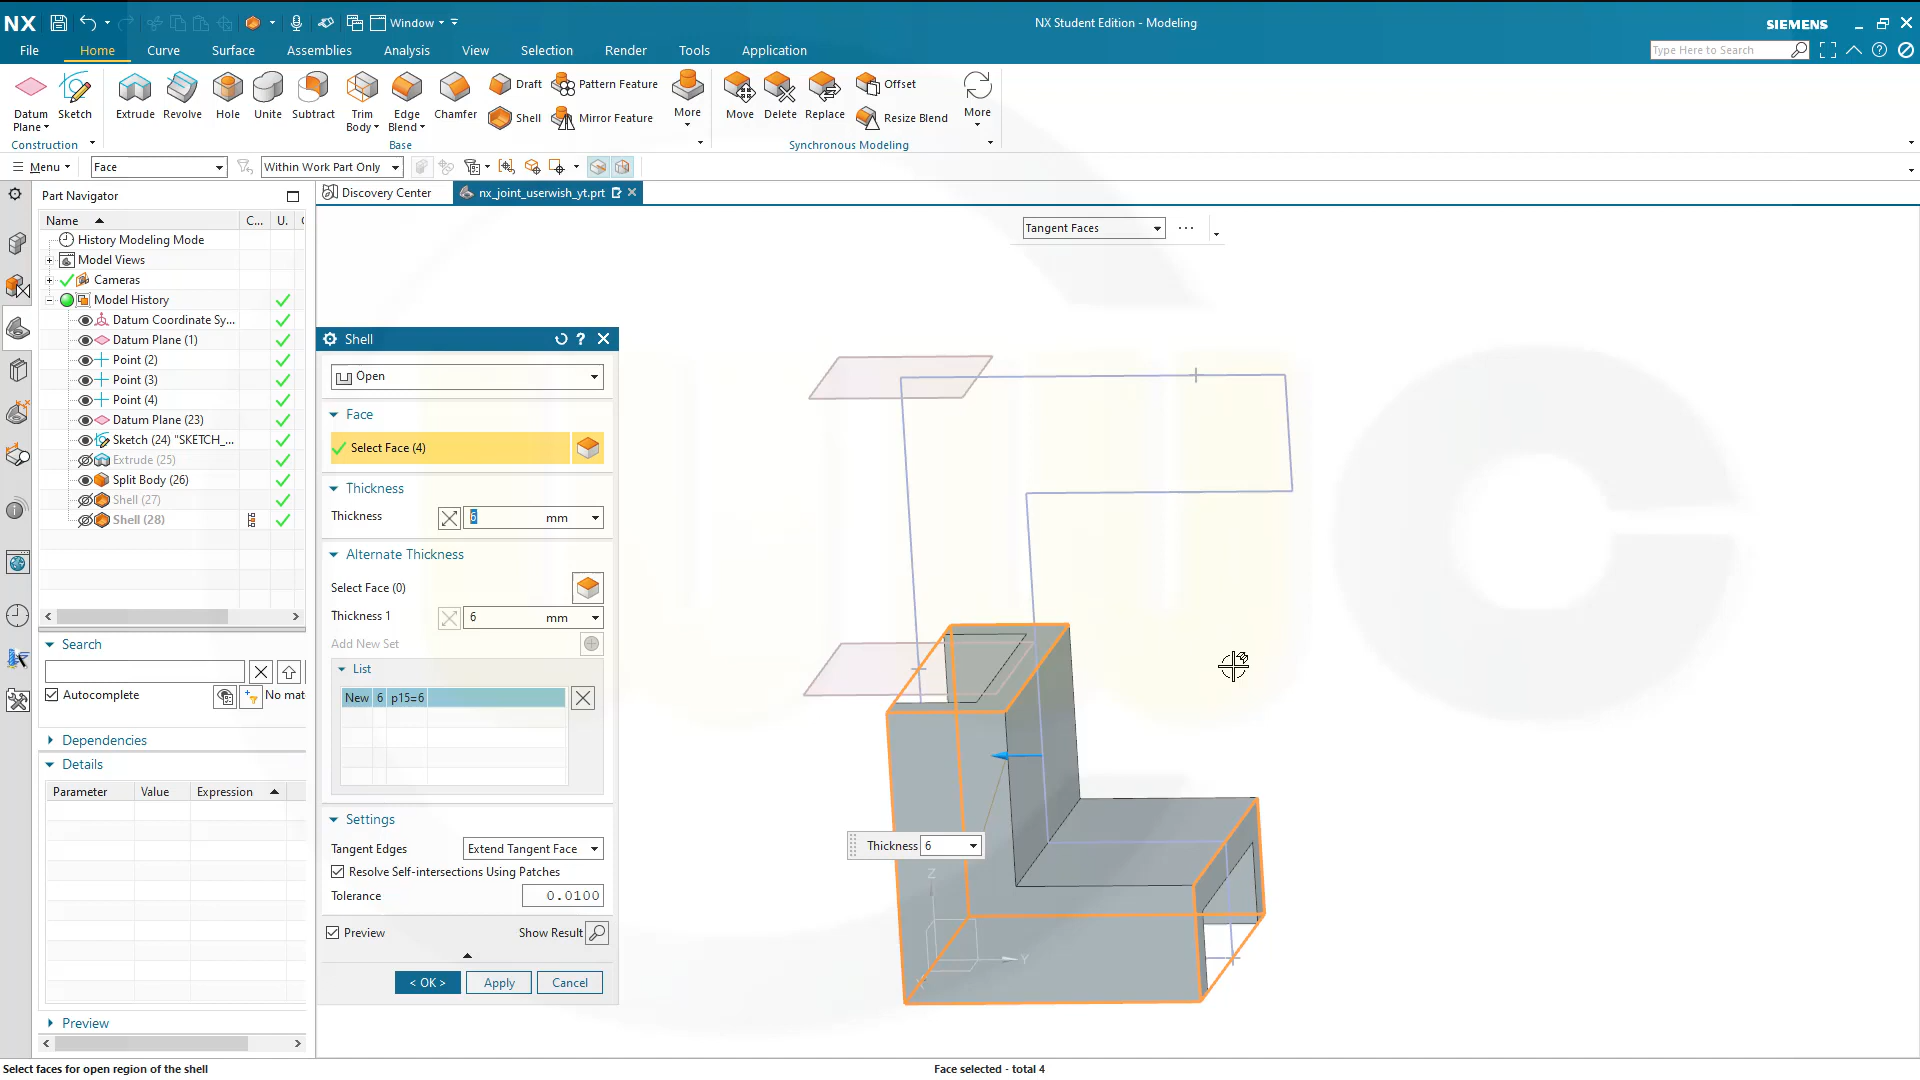 NX
Window
NX Student Edition - Modeling
SIEMENS
File
Home
Curve
Surface
Assemblies
Analysis
View
Selection
Render
Tools
Application
Type Here to Search
Datum
Plane
Sketch
Extrude
Revolve
Hole
Unite
Subtract
Trim
Body
Edge
Blend
Chamfer
Draft
Shell
Pattern Feature
Mirror Feature
More
Move
Delete
Replace
Offset
Resize Blend
More
Construction
Base
Synchronous Modeling
Menu
Face
Within Work Part Only
Part Navigator
Discovery Center
nx_joint_userwish_yt.prt
Name
C...
U.
History Modeling Mode
Model Views
Cameras
Model History
Datum Coordinate Sy...
Datum Plane (1)
Point (2)
Point (3)
Point (4)
Datum Plane (23)
Sketch (24) "SKETCH_...
Extrude (25)
Split Body (26)
Shell (27)
Shell (28)
Search
Autocomplete
No mat
Dependencies
Details
Parameter
Value
Expression
Preview
Tangent Faces
Shell
Open
Face
Select Face (4)
Thickness
Thickness
6
mm
Alternate Thickness
Select Face (0)
Thickness 1
6
mm
Add New Set
List
New 6 p15=6
Settings
Tangent Edges
Extend Tangent Face
Resolve Self-intersections Using Patches
Tolerance
0.0100
Preview
Show Result
< OK >
Apply
Cancel
Thickness 6
Z
Y
X
Select faces for open region of the shell
Face selected - total 4